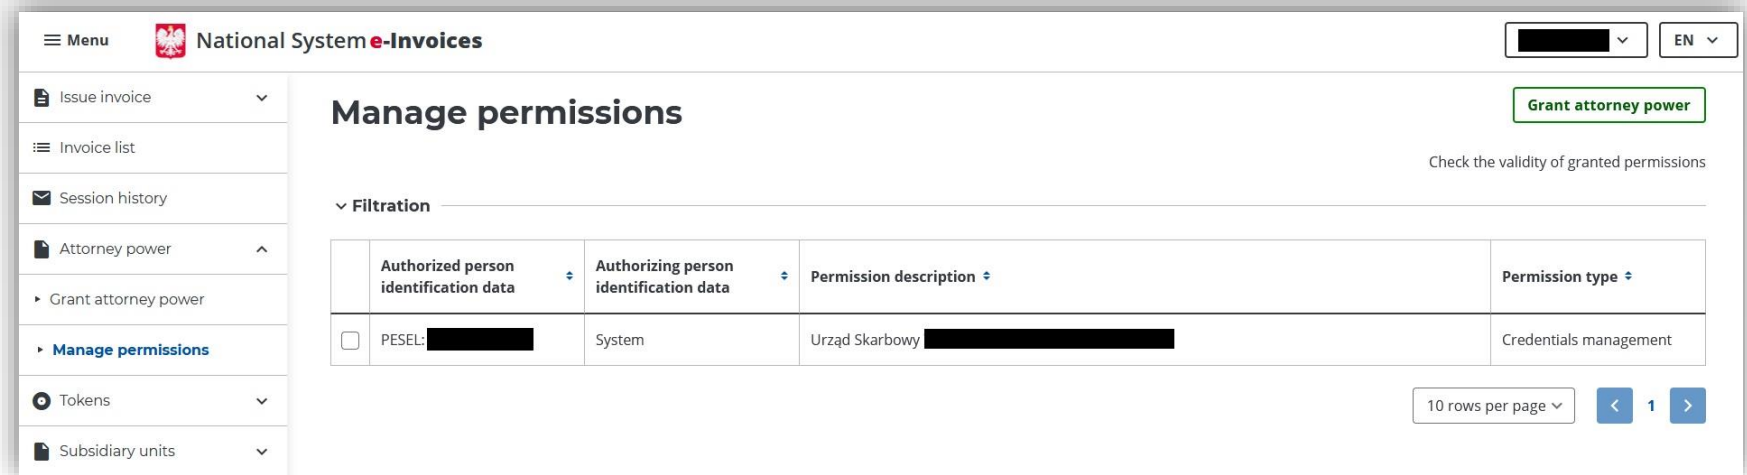 Menu
National System e-Invoices
EN
Issue invoice
Invoice list
Session history
Attorney power
Grant attorney power
Manage permissions
Tokens
Subsidiary units
Manage permissions
Grant attorney power
Check the validity of granted permissions
Filtration
Authorized person
identification data
Authorizing person
identification data
Permission description
Permission type
PESEL:
System
Urząd Skarbowy
Credentials management
10 rows per page
1